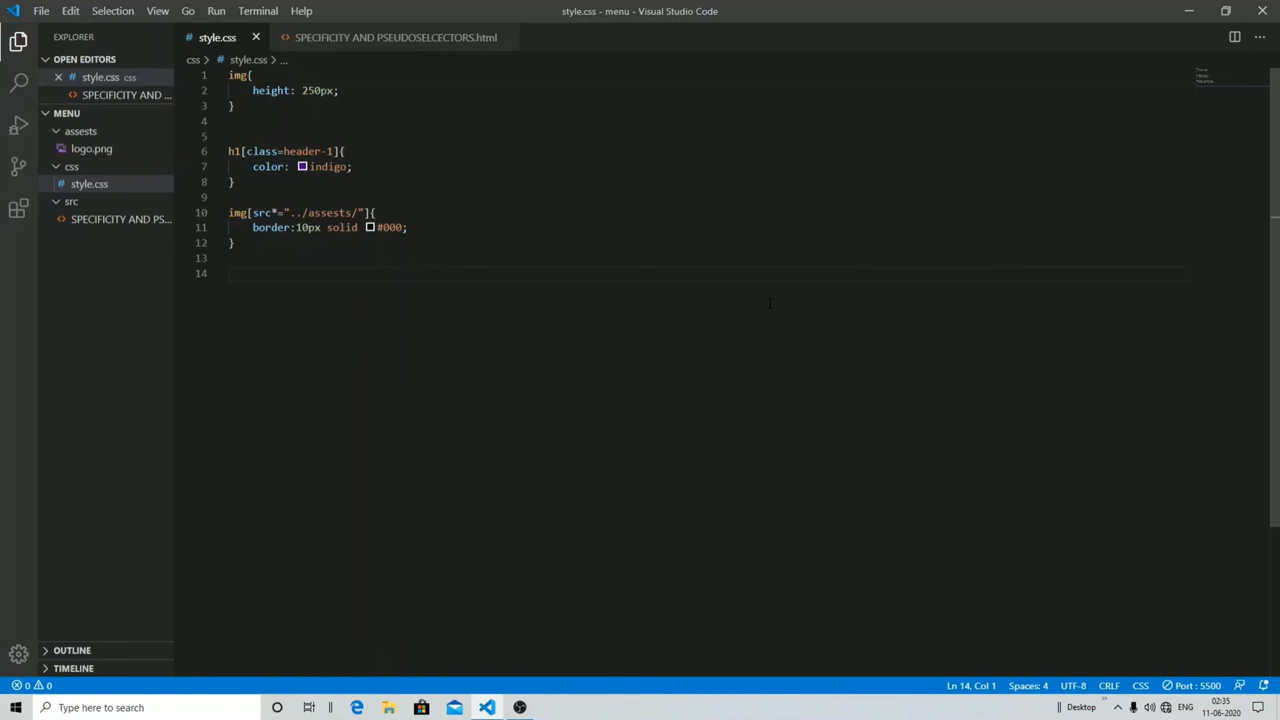 File Edit Selection View Go Run Terminal Help
style.css - menu - Visual Studio Code
EXPLORER
OPEN EDITORS
style.css css
SPECIFICITY AND ...
MENU
assests
logo.png
css
style.css
src
SPECIFICITY AND PS...
OUTLINE
TIMELINE
style.css
SPECIFICITY AND PSEUDOSELCECTORS.html
css > # style.css > ...
1 img{
2 height: 250px;
3 }
4
5
6 h1[class=header-1]{
7 color: indigo;
8 }
9
10 img[src*="../assests/"]{
11 border:10px solid #000;
12 }
13
14
0 0
Ln 14, Col 1 Spaces: 4 UTF-8 CRLF CSS Port : 5500
Type here to search
Desktop
ENG
02:35
11-06-2020